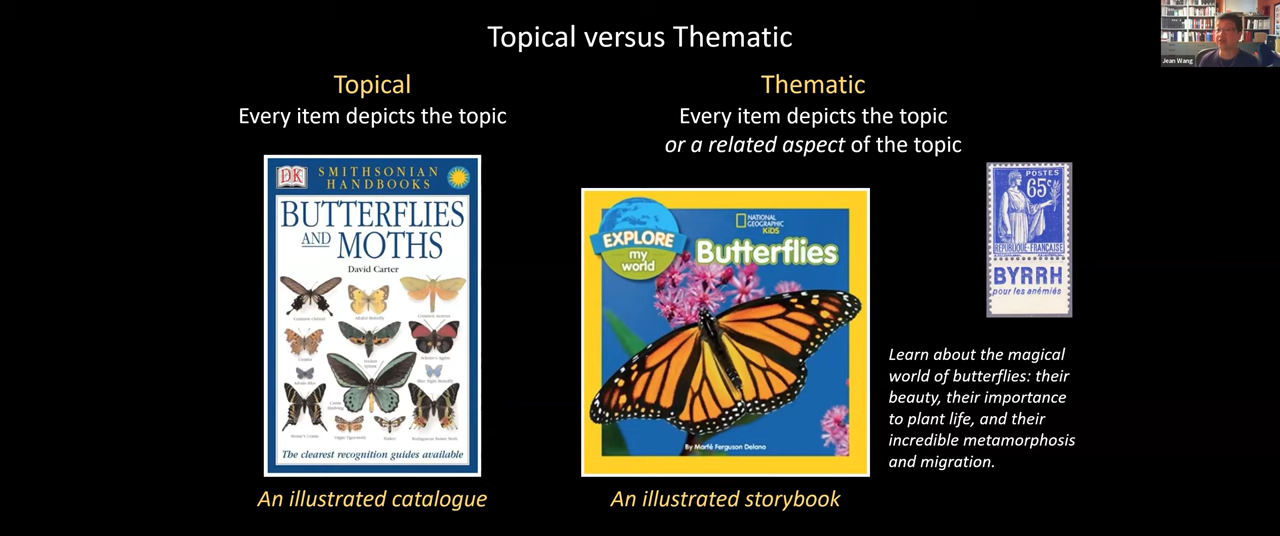 Topical versus Thematic
Jean Wang
Topical
Every item depicts the topic
Thematic
Every item depicts the topic
or a related aspect of the topic
DK
SMITHSONIAN
HANDBOOKS
BUTTERFLIES
AND MOTHS
David Carter
The clearest recognition guides available
An illustrated catalogue
EXPLORE
my
world
NATIONAL
GEOGRAPHIC
KiDS
Butterflies
By Marfé Ferguson Delano
An illustrated storybook
POSTES
65c
REPUBLIQUE-FRANÇAISE
BYRRH
pour les anémiés
Learn about the magical
world of butterflies: their
beauty, their importance
to plant life, and their
incredible metamorphosis
and migration.